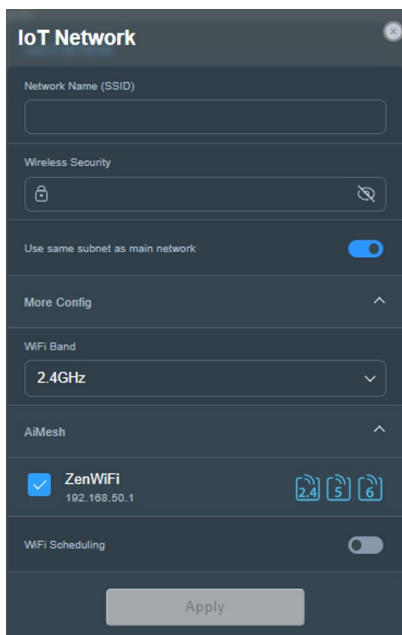 IoT Network
Network Name (SSID)
Wireless Security
Use same subnet as main network
More Config
WiFi Band
2.4GHz
AiMesh
ZenWiFi
2.4 5 6
192.168.50.1
WiFi Scheduling
Apply